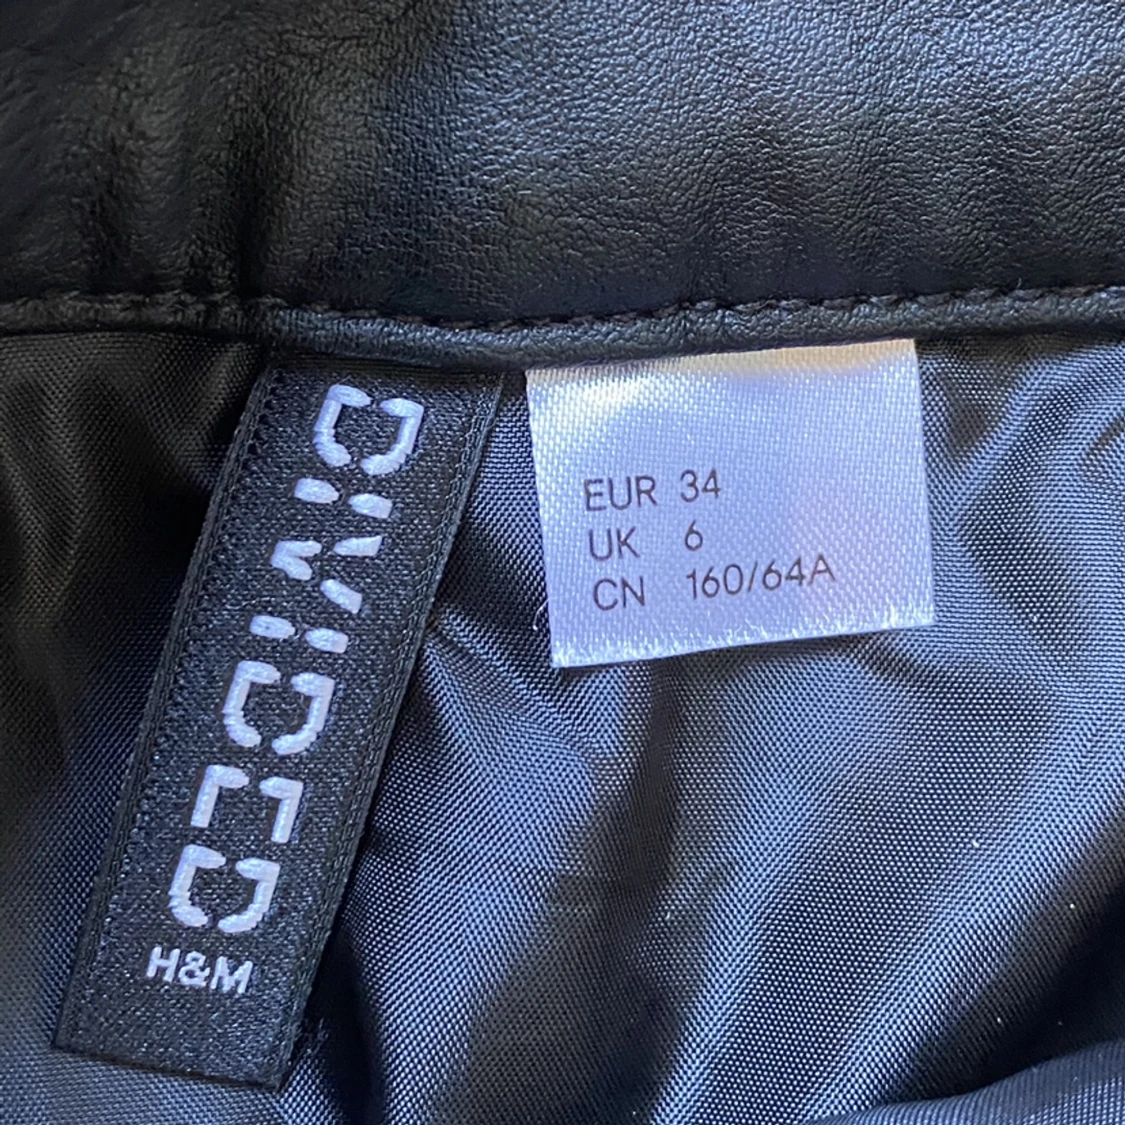 DIVIDED
H&M
EUR 34
UK 6
CN 160/64A